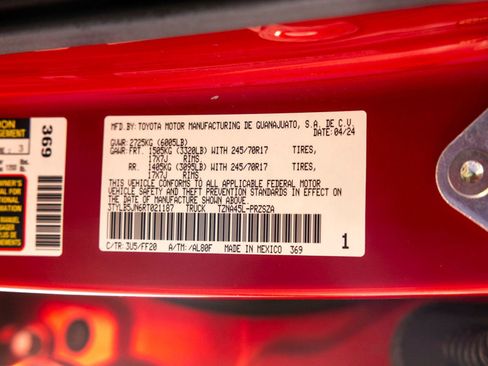 MFD.BY:TOYOTA MOTOR MANUFACTURING DE GUANAJUATO, S.A. DE C.V.
DATE: 04/24
GVWR 2725KG (6005LB)
GAWR: FRT. 1505KG (3320LB) WITH 245/70R17 TIRES,
17X7J RIMS
RR. 1405KG (3095LB) WITH 245/70R17 TIRES,
17X7J RIMS
THIS VEHICLE CONFORMS TO ALL APPLICABLE FEDERAL MOTOR
VEHICLE SAFETY AND THEFT PREVENTION STANDARDS IN EFFECT
ON THE DATE OF MANUFACTURE SHOWN ABOVE.
3TYLB5JN6RT021187 TRUCK TZNA45L-PRZSZA
C/TR: 3U5/FF20 A/TM: /AL80F MADE IN MEXICO 369 1
369